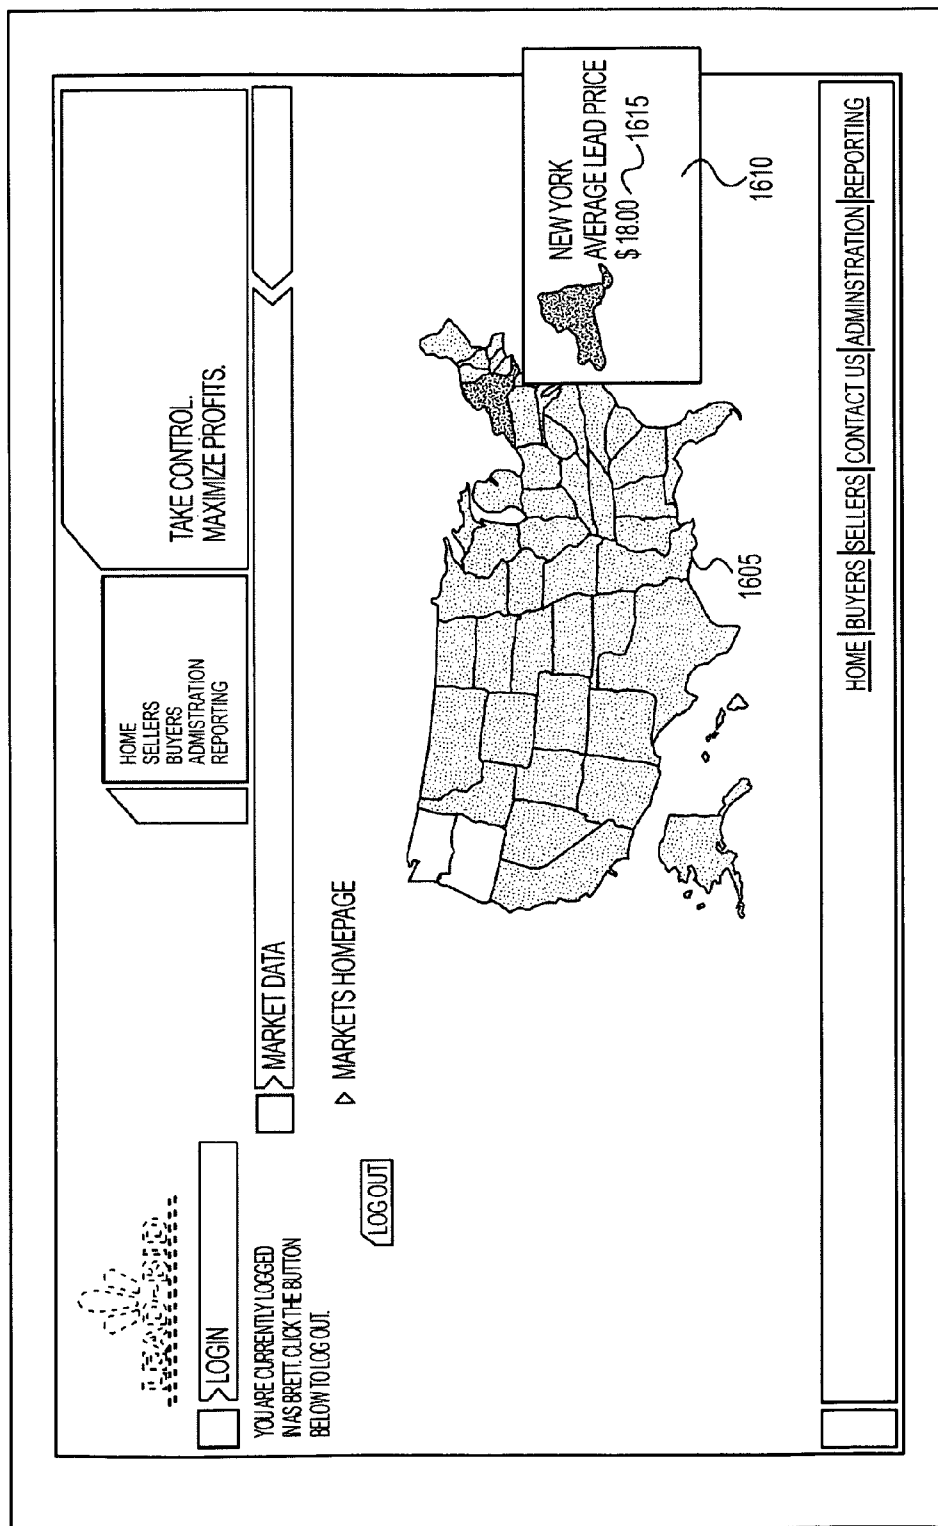 HOME
SELLERS
BUYERS
ADMISTRATION
REPORTING
TAKE CONTROL.
MAXIMIZE PROFITS.
>LOGIN
YOU ARE CURRENTLY LOGGED
IN AS BRETT. CLICK THE BUTTON
BELOW TO LOG OUT.
LOG OUT
>MARKET DATA
▷ MARKETS HOMEPAGE
NEW YORK
AVERAGE LEAD PRICE
$ 18.00 1615
1610
1605
HOME | BUYERS | SELLERS | CONTACT US | ADMINSTRATION | REPORTING